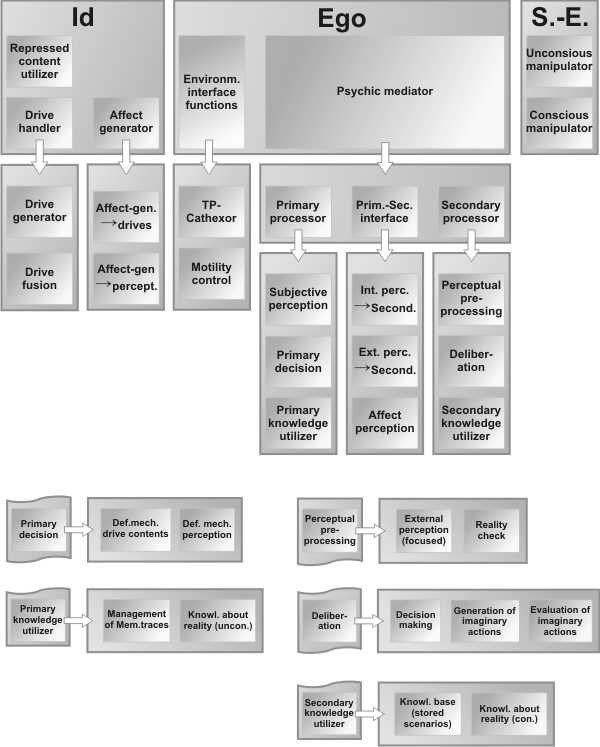 Id
Ego
S.-E.
Repressed
content
utilizer
Drive
handler
Affect
generator
Environm.
interface
functions
Psychic mediator
Unconsious
manipulator
Conscious
manipulator
Drive
generator
Drive
fusion
Affect-gen.
→drives
Affect-gen
→percept.
TP-
Cathexor
Motility
control
Primary
processor
Prim.-Sec.
interface
Secondary
processor
Subjective
perception
Primary
decision
Primary
knowledge
utilizer
Int. perc.
→Second.
Ext. perc.
→Second.
Affect
perception
Perceptual
pre-
processing
Deliber-
ation
Secondary
knowledge
utilizer
Primary
decision
Def.mech.
drive contents
Def. mech.
perception
Primary
knowledge
utilizer
Management
of Mem.traces
Knowl. about
reality (uncon.)
Perceptual
pre-
processing
External
perception
(focused)
Reality
check
Deliber-
ation
Decision
making
Generation of
imaginary
actions
Evaluation of
imaginary
actions
Secondary
knowledge
utilizer
Knowl. base
(stored
scenarios)
Knowl. about
reality (con.)